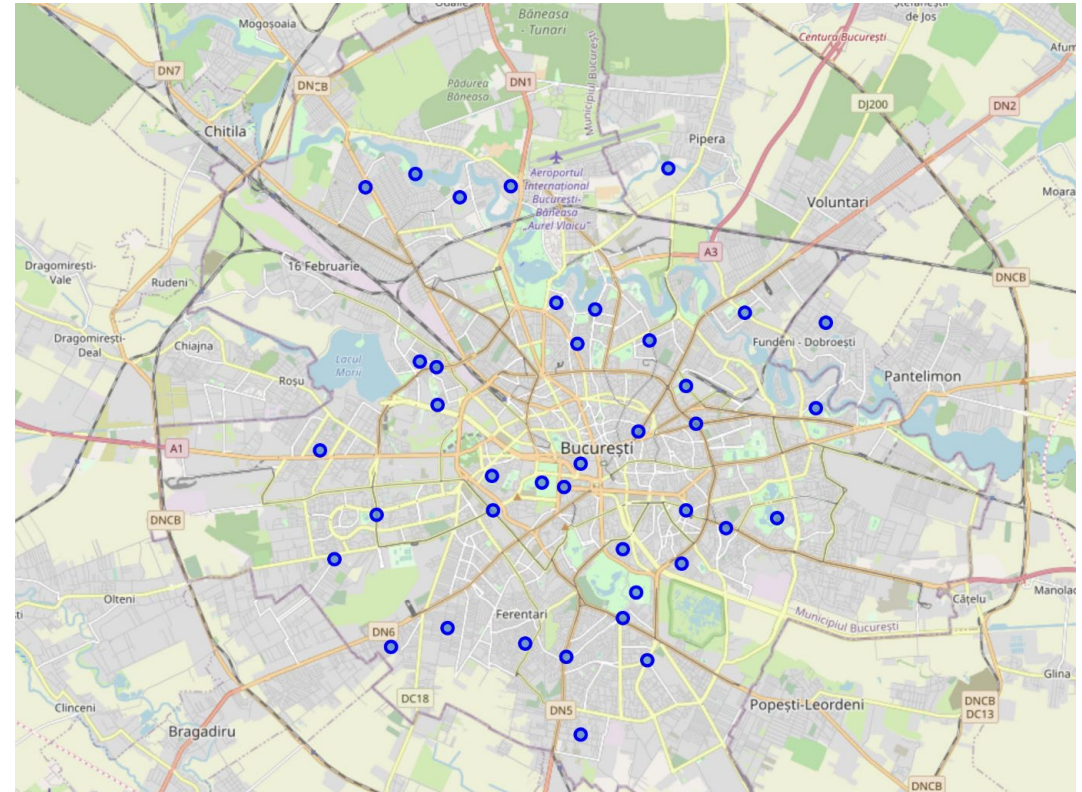 Mogoșoaia
Băneasa
- Tunari
de Jos
Centura București
DN7
DNCB
Pădurea
Băneasa
DN1
Municipiul București
DJ200
DN2
Chitila
Pipera
Aeroportul
Internațional
București-
Băneasa
„Aurel Vlaicu”
Voluntari
Moara
A3
Dragomirești-
Vale
Rudeni
16 Februarie
DNCB
Dragomirești-
Deal
Chiajna
Lacul
Morii
Roșu
Fundeni - Dobroești
Pantelimon
A1
București
DNCB
Olteni
Ferentari
Cățelu
Municipiul București
DN6
DC18
Glina
Clinceni
DN5
Popești-Leordeni
DNCB
DC13
Bragadiru
DNCB